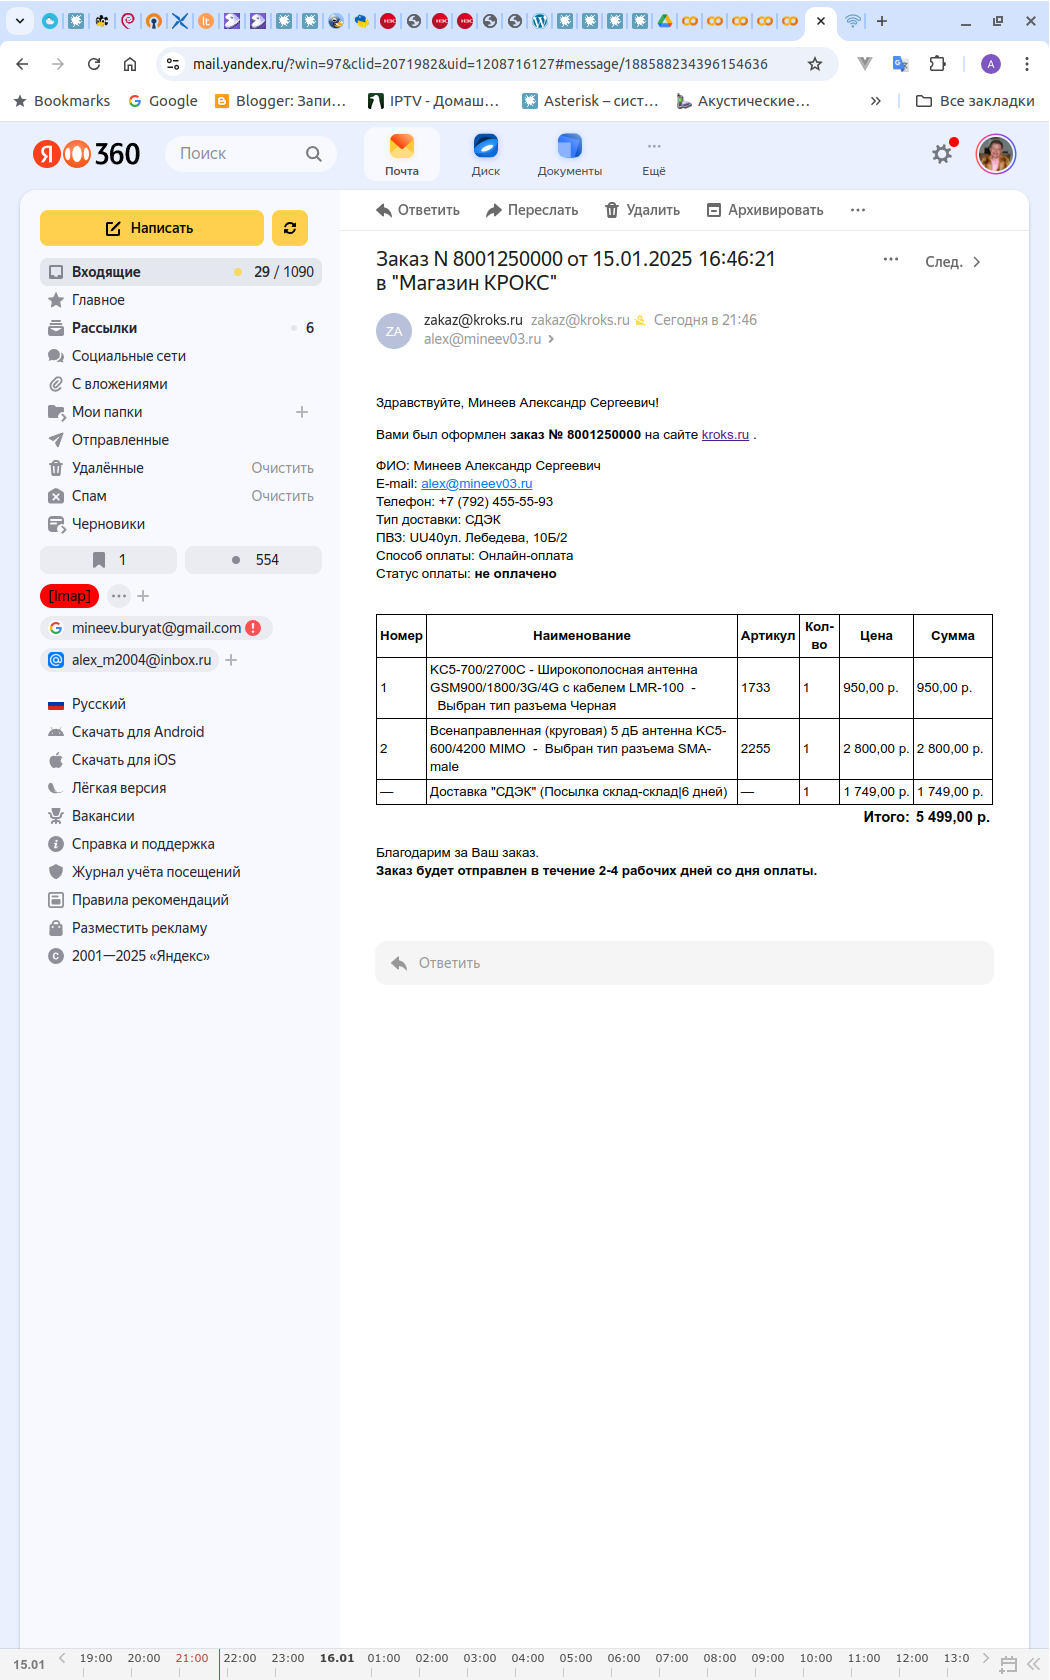 mail.yandex.ru/?win=97&clid=2071982&uid=1208716127#message/188588234396154636
A
Bookmarks
Google
Blogger: Запи…
IPTV - Домаш…
Asterisk – сист…
Акустические…
»
Все закладки
Я 360
Поиск
Почта
Диск
Документы
Ещё
Написать
Ответить
Переслать
Удалить
Архивировать
Входящие 29 / 1090
Главное
Рассылки 6
Социальные сети
С вложениями
Мои папки
Отправленные
Удалённые Очистить
Спам Очистить
Черновики
1
554
[Imap]
mineev.buryat@gmail.com
alex_m2004@inbox.ru
Русский
Скачать для Android
Скачать для iOS
Лёгкая версия
Вакансии
Справка и поддержка
Журнал учёта посещений
Правила рекомендаций
Разместить рекламу
2001—2025 «Яндекс»
Заказ N 8001250000 от 15.01.2025 16:46:21
в "Магазин КРОКС"
След.
ZA
zakaz@kroks.ru zakaz@kroks.ru Сегодня в 21:46
alex@mineev03.ru
Здравствуйте, Минеев Александр Сергеевич!
Вами был оформлен заказ № 8001250000 на сайте kroks.ru .
ФИО: Минеев Александр Сергеевич
E-mail: alex@mineev03.ru
Телефон: +7 (792) 455-55-93
Тип доставки: СДЭК
ПВЗ: UU40ул. Лебедева, 10Б/2
Способ оплаты: Онлайн-оплата
Статус оплаты: не оплачено
Номер Наименование Артикул Кол-во Цена Сумма
1 KC5-700/2700C - Широкополосная антенна GSM900/1800/3G/4G с кабелем LMR-100 - Выбран тип разъема Черная 1733 1 950,00 р. 950,00 р.
2 Всенаправленная (круговая) 5 дБ антенна KC5-600/4200 MIMO - Выбран тип разъема SMA-male 2255 1 2 800,00 р. 2 800,00 р.
— Доставка "СДЭК" (Посылка склад-склад|6 дней) — 1 1 749,00 р. 1 749,00 р.
Итого: 5 499,00 р.
Благодарим за Ваш заказ.
Заказ будет отправлен в течение 2-4 рабочих дней со дня оплаты.
Ответить
15.01 19:00 20:00 21:00 22:00 23:00 16.01 01:00 02:00 03:00 04:00 05:00 06:00 07:00 08:00 09:00 10:00 11:00 12:00 13:0